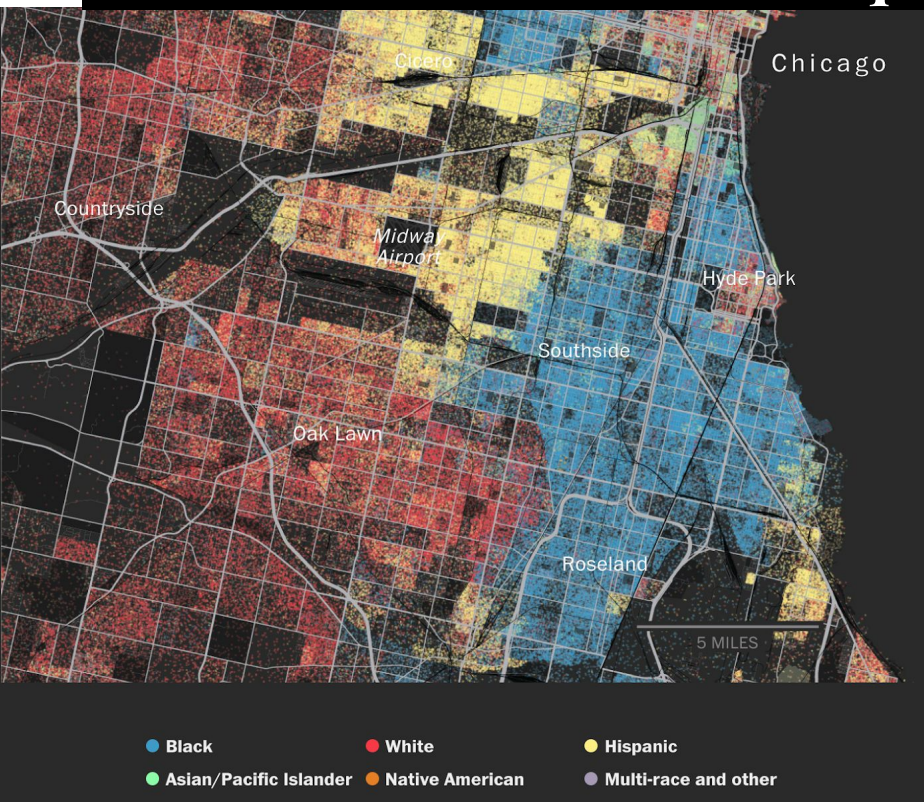 Cicero
Chicago
Countryside
Midway
Airport
Hyde Park
Southside
Oak Lawn
Roseland
5 MILES
Black
White
Hispanic
Asian/Pacific Islander
Native American
Multi-race and other